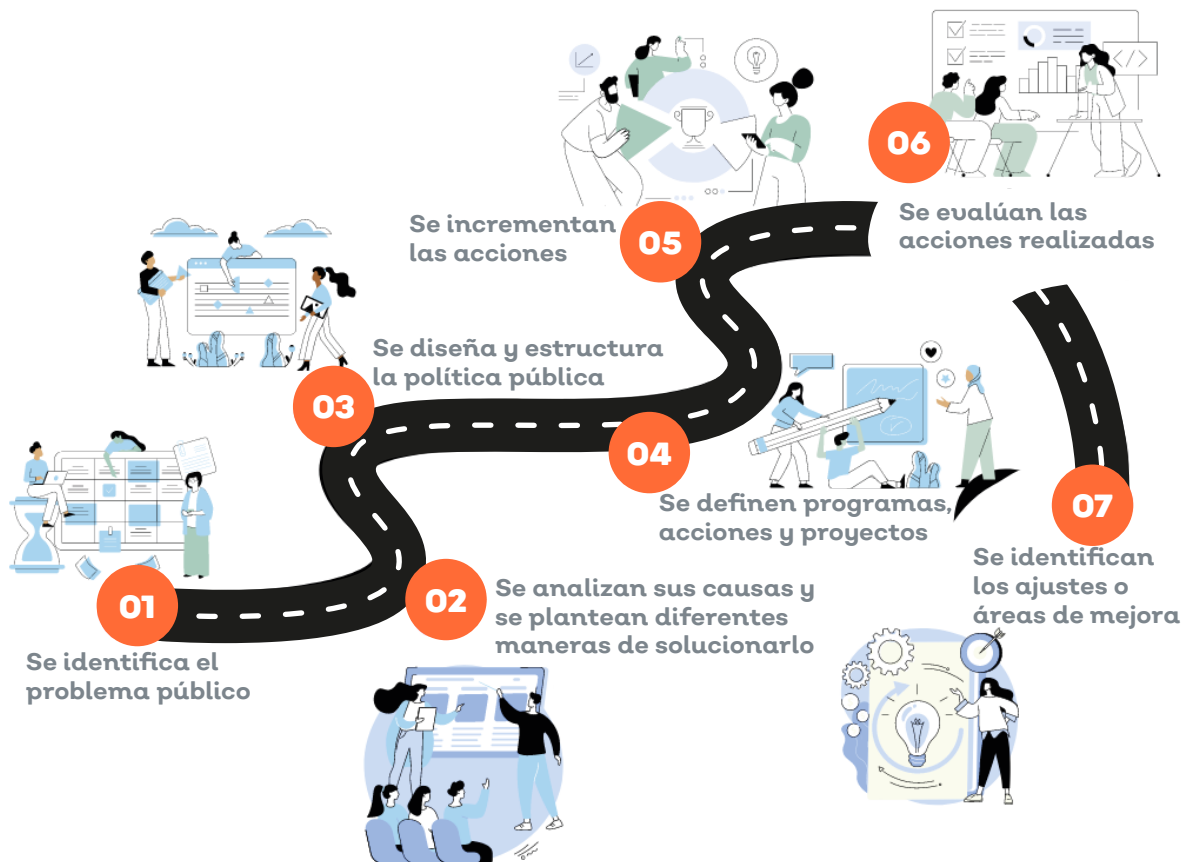 01
Se identifica el
problema público
02
Se analizan sus causas y
se plantean diferentes
maneras de solucionarlo
03
Se diseña y estructura
la política pública
04
Se definen programas,
acciones y proyectos
05
Se incrementan
las acciones
06
Se evalúan las
acciones realizadas
</>
07
Se identifican
los ajustes o
áreas de mejora